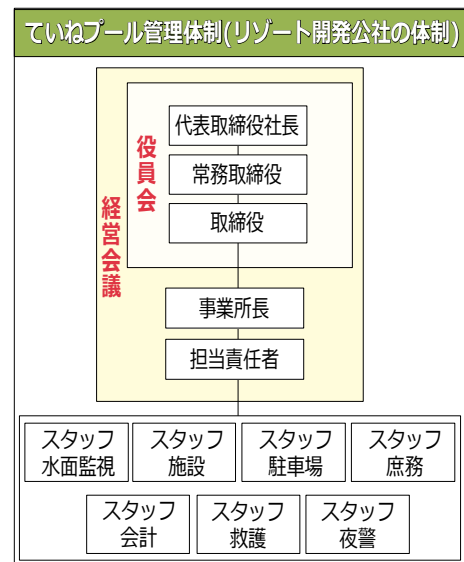 ていねプール管理体制(リゾート開発公社の体制)
経営会議
役員会
代表取締役社長
常務取締役
取締役
事業所長
担当責任者
スタッフ
水面監視
スタッフ
施設
スタッフ
駐車場
スタッフ
庶務
スタッフ
会計
スタッフ
救護
スタッフ
夜警